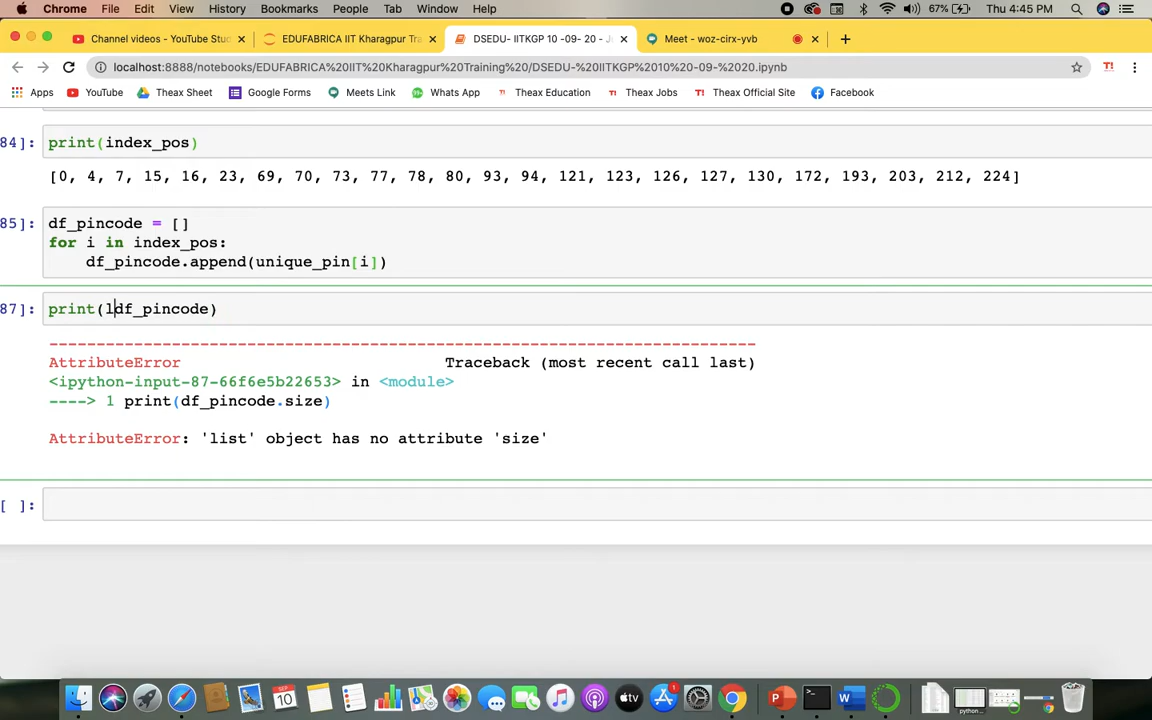 Chrome File Edit View History Bookmarks People Tab Window Help 67% Thu 4:45 PM
Channel videos - YouTube Stu EDUFABRICA IIT Kharagpur Tra DSEDU- IITKGP 10 -09- 20 - J Meet - woz-cirx-yvb
localhost:8888/notebooks/EDUFABRICA%20IIT%20Kharagpur%20Training%20/DSEDU-%20IITKGP%2010%20-09-%2020.ipynb T!
Apps YouTube Theax Sheet Google Forms Meets Link Whats App Theax Education T! Theax Jobs T! Theax Official Site Facebook
84]: print(index_pos)
[0, 4, 7, 15, 16, 23, 69, 70, 73, 77, 78, 80, 93, 94, 121, 123, 126, 127, 130, 172, 193, 203, 212, 224]
85]: df_pincode = []
for i in index_pos:
df_pincode.append(unique_pin[i])
87]: print(ldf_pincode)
---------------------------------------------------------------------------
AttributeError Traceback (most recent call last)
<ipython-input-87-66f6e5b22653> in <module>
----> 1 print(df_pincode.size)
AttributeError: 'list' object has no attribute 'size'
[ ]:
SEP
10
tv
1
python